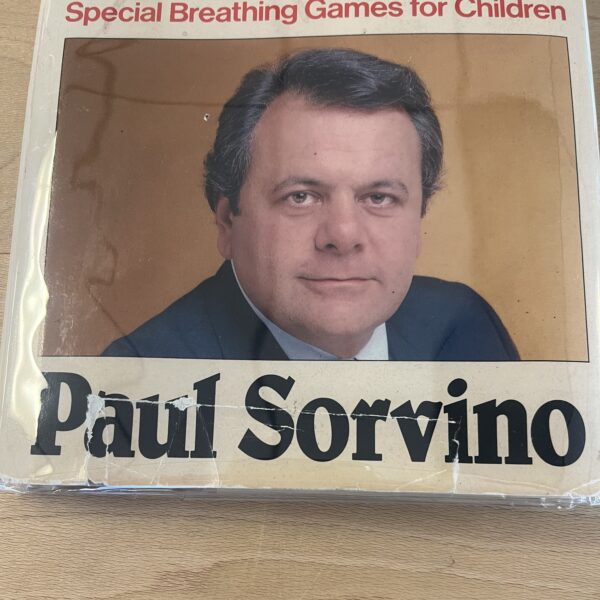 Special Breathing Games for Children
Paul Sorvino